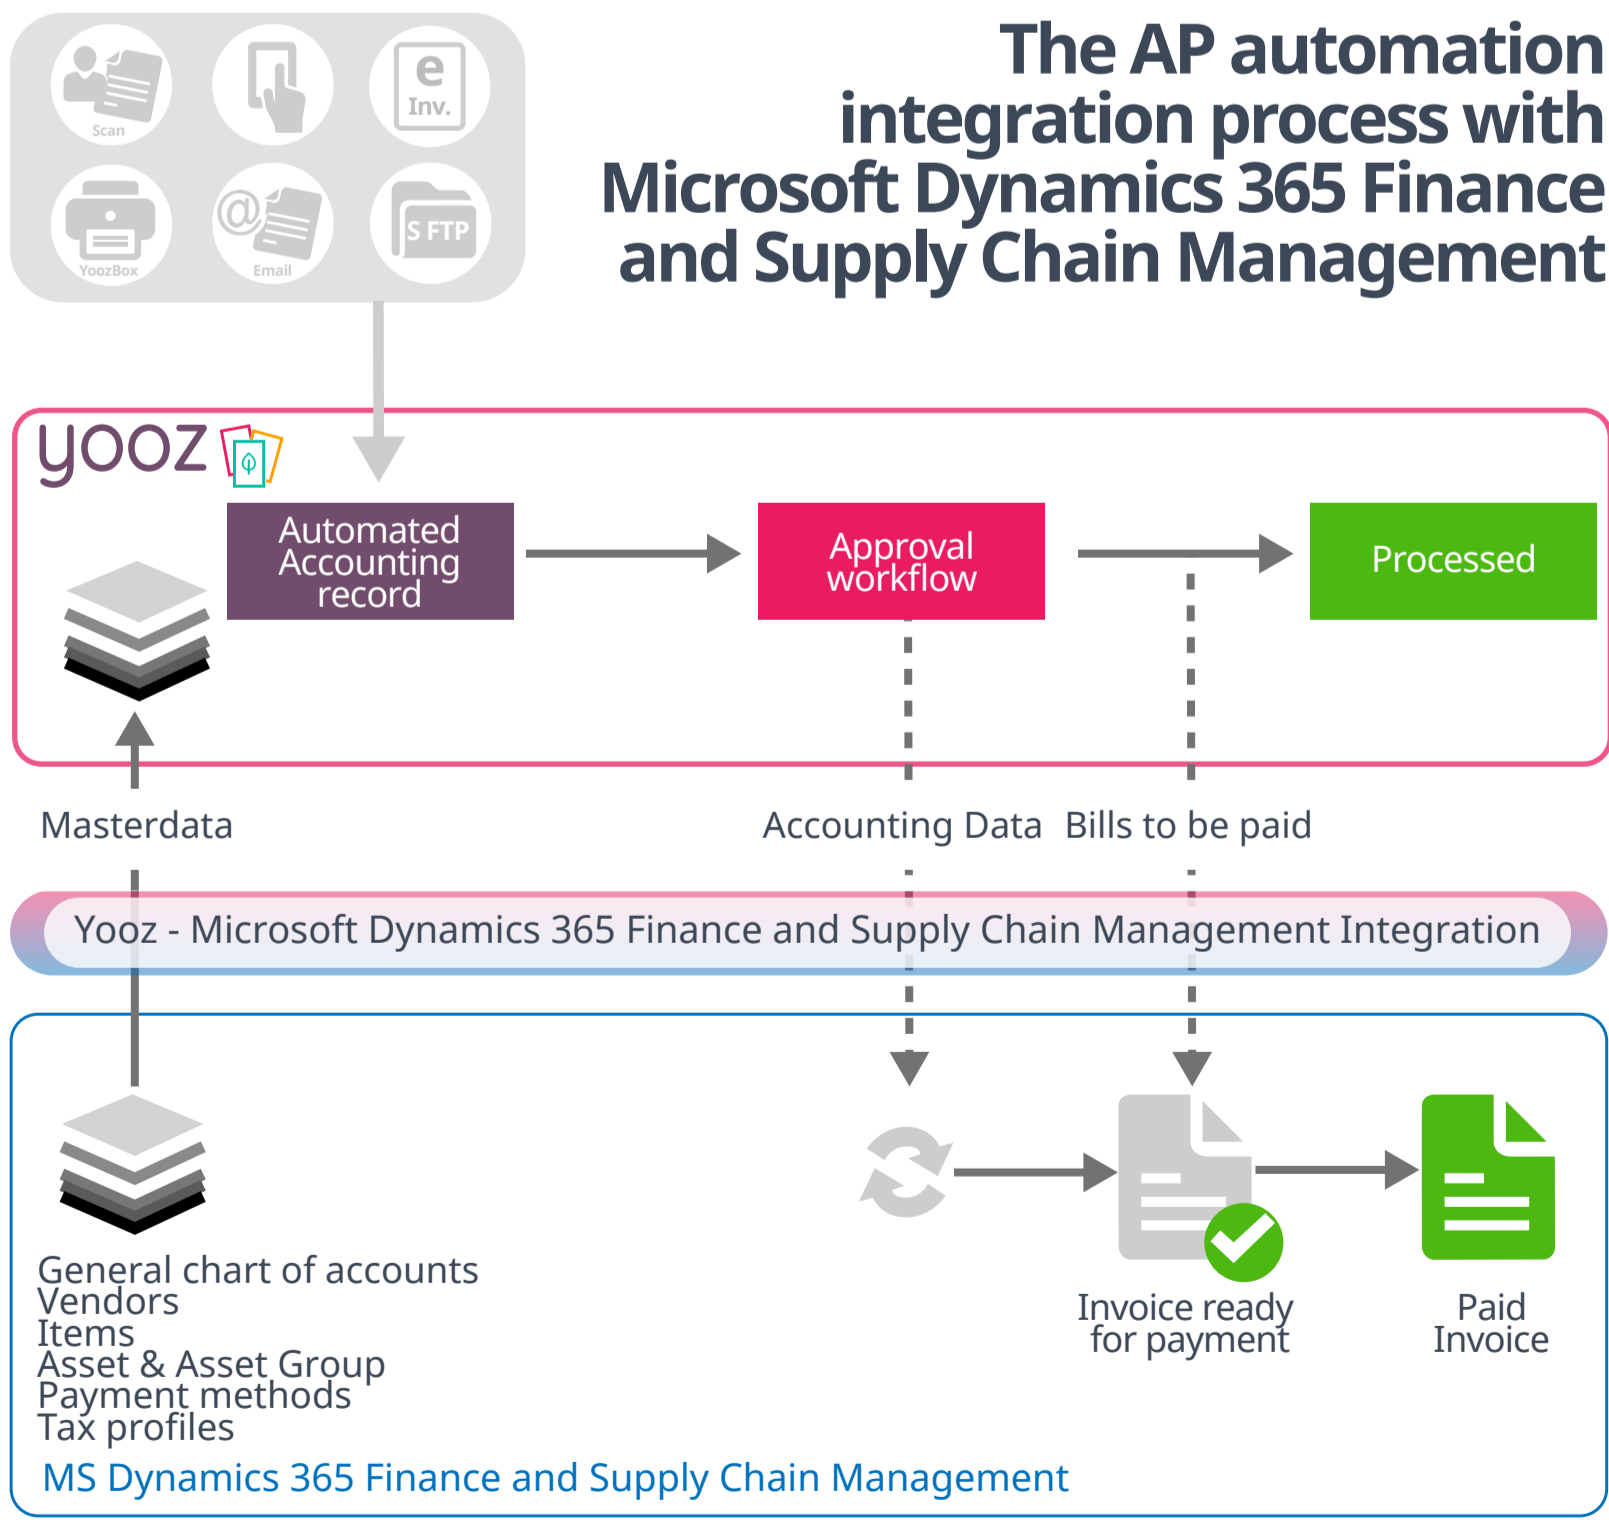 The AP automation
integration process with
Microsoft Dynamics 365 Finance
and Supply Chain Management
Scan
e
Inv.
YoozBox
@
Email
S FTP
yooz
Automated
Accounting
record
Approval
workflow
Processed
Masterdata
Accounting Data
Bills to be paid
Yooz - Microsoft Dynamics 365 Finance and Supply Chain Management Integration
General chart of accounts
Vendors
Items
Asset & Asset Group
Payment methods
Tax profiles
Invoice ready
for payment
Paid
Invoice
MS Dynamics 365 Finance and Supply Chain Management